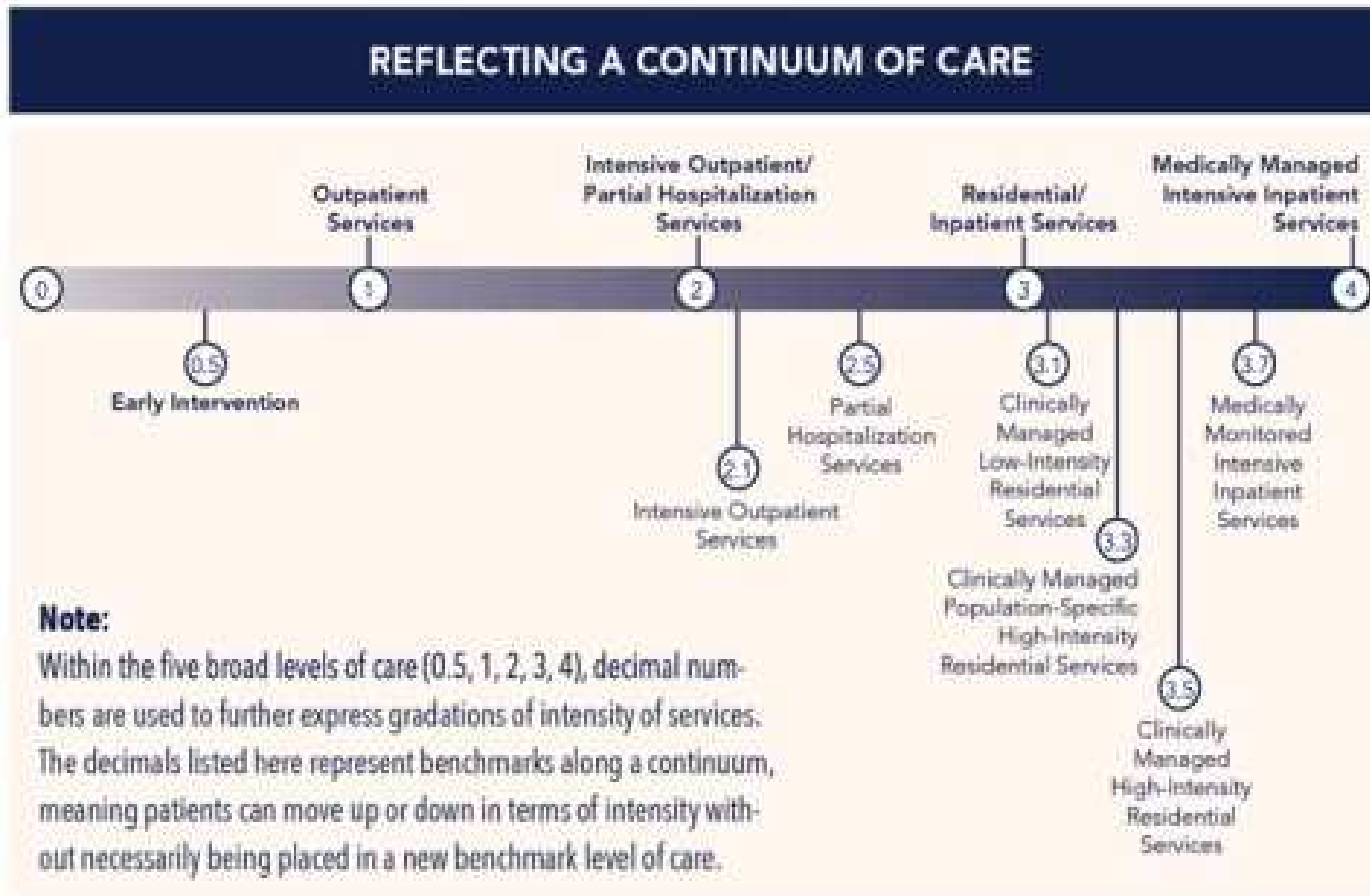 REFLECTING A CONTINUUM OF CARE
Outpatient
Services
Intensive Outpatient/
Partial Hospitalization
Services
Residential/
Inpatient Services
Medically Managed
Intensive Inpatient
Services
0
1
2
3
4
0.5
Early Intervention
2.1
Intensive Outpatient
Services
2.5
Partial
Hospitalization
Services
3.1
Clinically
Managed
Low-Intensity
Residential
Services
3.3
Clinically Managed
Population-Specific
High-Intensity
Residential Services
3.5
Clinically
Managed
High-Intensity
Residential
Services
3.7
Medically
Monitored
Intensive
Inpatient
Services
Note:
Within the five broad levels of care (0.5, 1, 2, 3, 4), decimal num-
bers are used to further express gradations of intensity of services.
The decimals listed here represent benchmarks along a continuum,
meaning patients can move up or down in terms of intensity with-
out necessarily being placed in a new benchmark level of care.